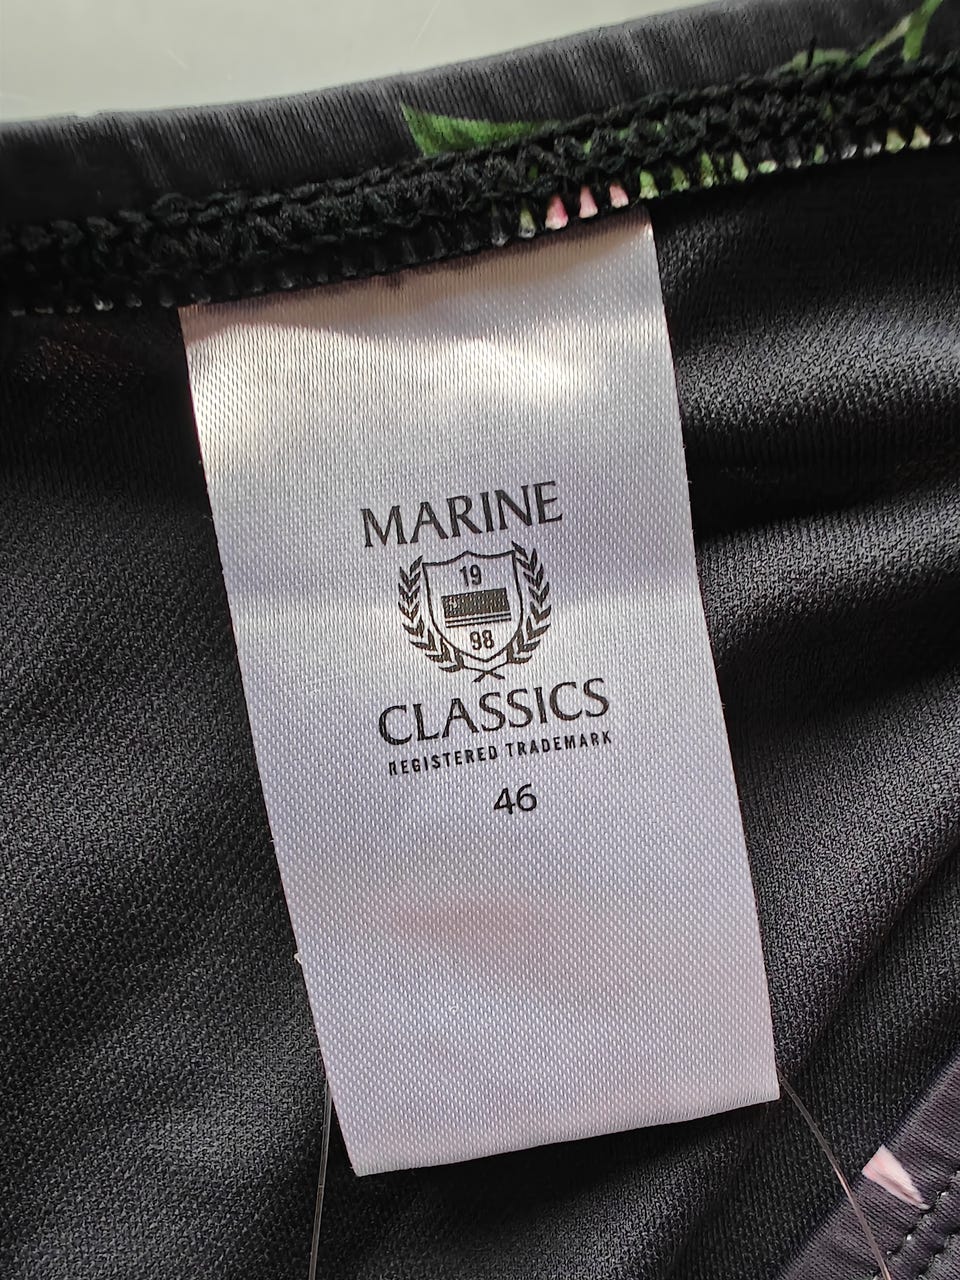 MARINE
19
98
CLASSICS
REGISTERED TRADEMARK
46